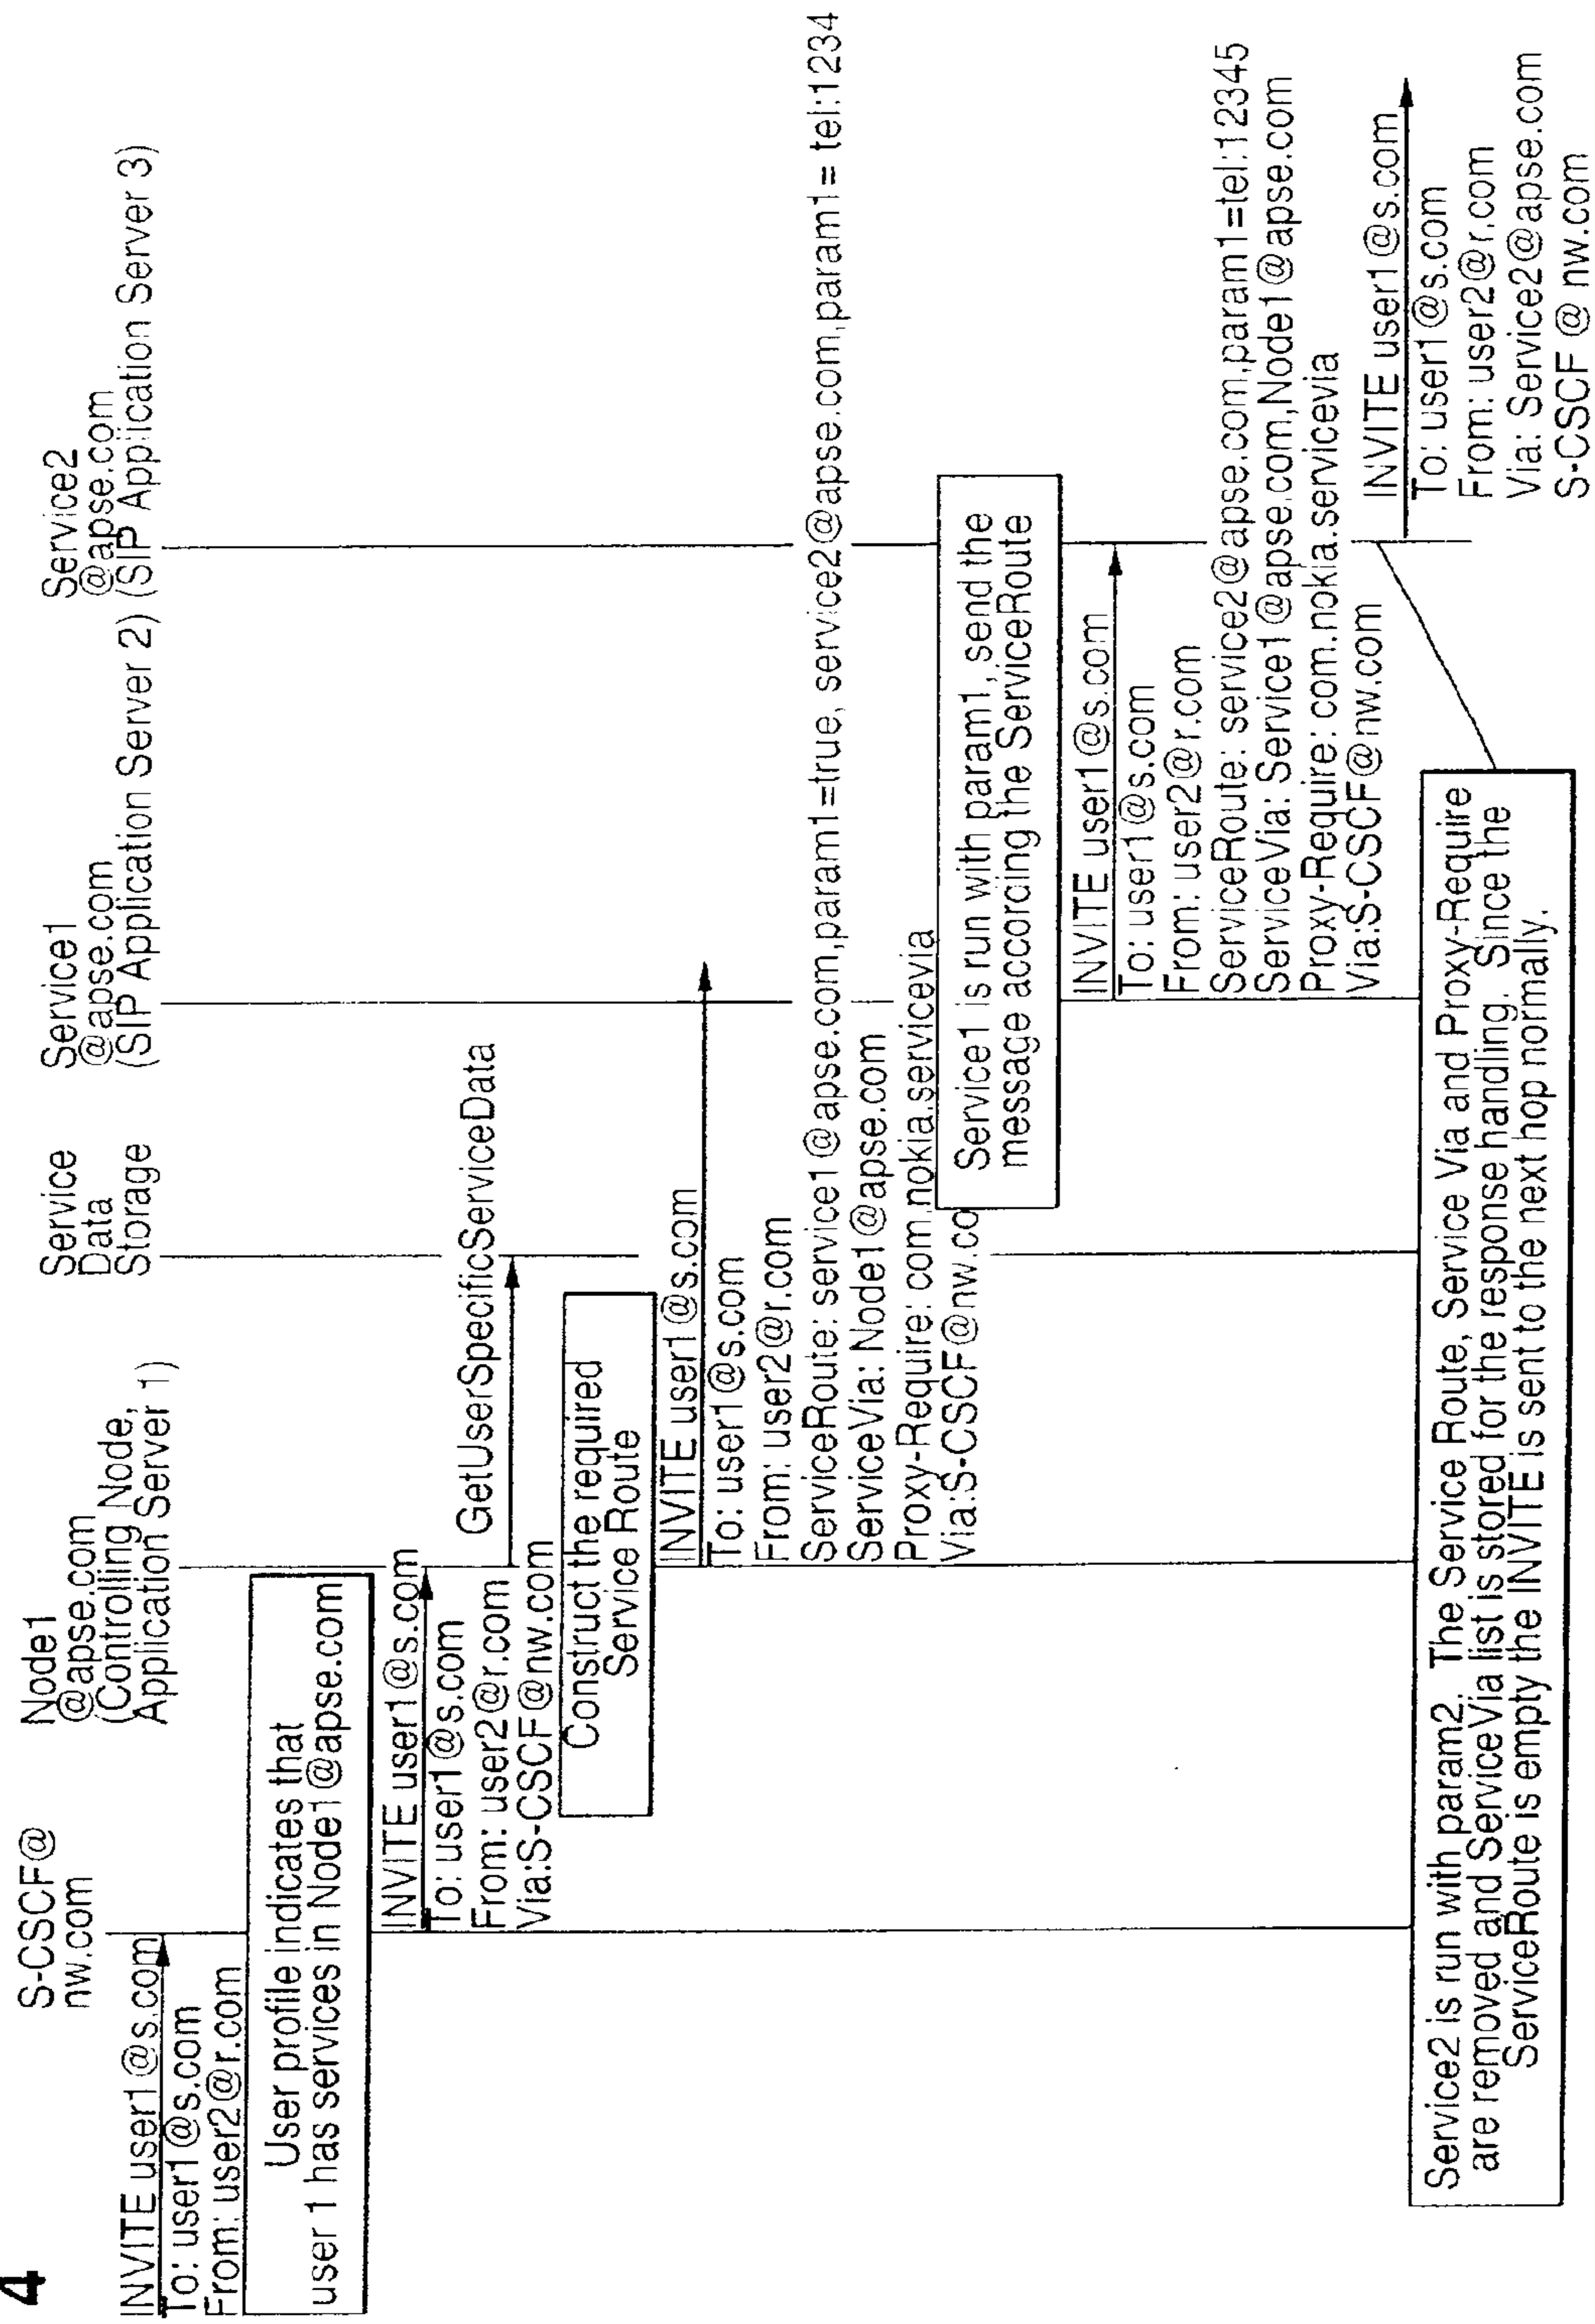 4
S-CSCF@
nw.com
Node1
@apse.com
(Controlling Node,
Application Server 1)
Service
Data
Storage
Service1
@apse.com
(SIP Application Server 2)
Service2
@apse.com
(SIP Application Server 3)
INVITE user1@s.com
To: user1@s.com
From: user2@r.com
User profile indicates that
user 1 has services in Node1@apse.com
INVITE user1@s.com
To: user1@s.com
From: user2@r.com
Via:S-CSCF@nw.com
GetUserSpecificServiceData
Construct the required
Service Route
INVITE user1@s.com
To: user1@s.com
From: user2@r.com
ServiceRoute: service1@apse.com,param1=true, service2@apse.com,param1= tel:1234
ServiceVia: Node1@apse.com
Proxy-Require: com.nokia.servicevia
Via:S-CSCF@nw.co
Service1 is run with param1, send the
message according the ServiceRoute
INVITE user1@s.com
To: user1@s.com
From: user2@r.com
ServiceRoute: service2@apse.com,param1=tel:12345
ServiceVia: Service1@apse.com,Node1@apse.com
Proxy-Require: com.nokia.servicevia
Via:S-CSCF@nw.com
INVITE user1@s.com
To: user1@s.com
From: user2@r.com
Via: Service2@apse.com
S-CSCF @ nw.com
Service2 is run with param2. The Service Route, Service Via and Proxy-Require
are removed and ServiceVia list is stored for the response handling. Since the
ServiceRoute is empty the INVITE is sent to the next hop normally.